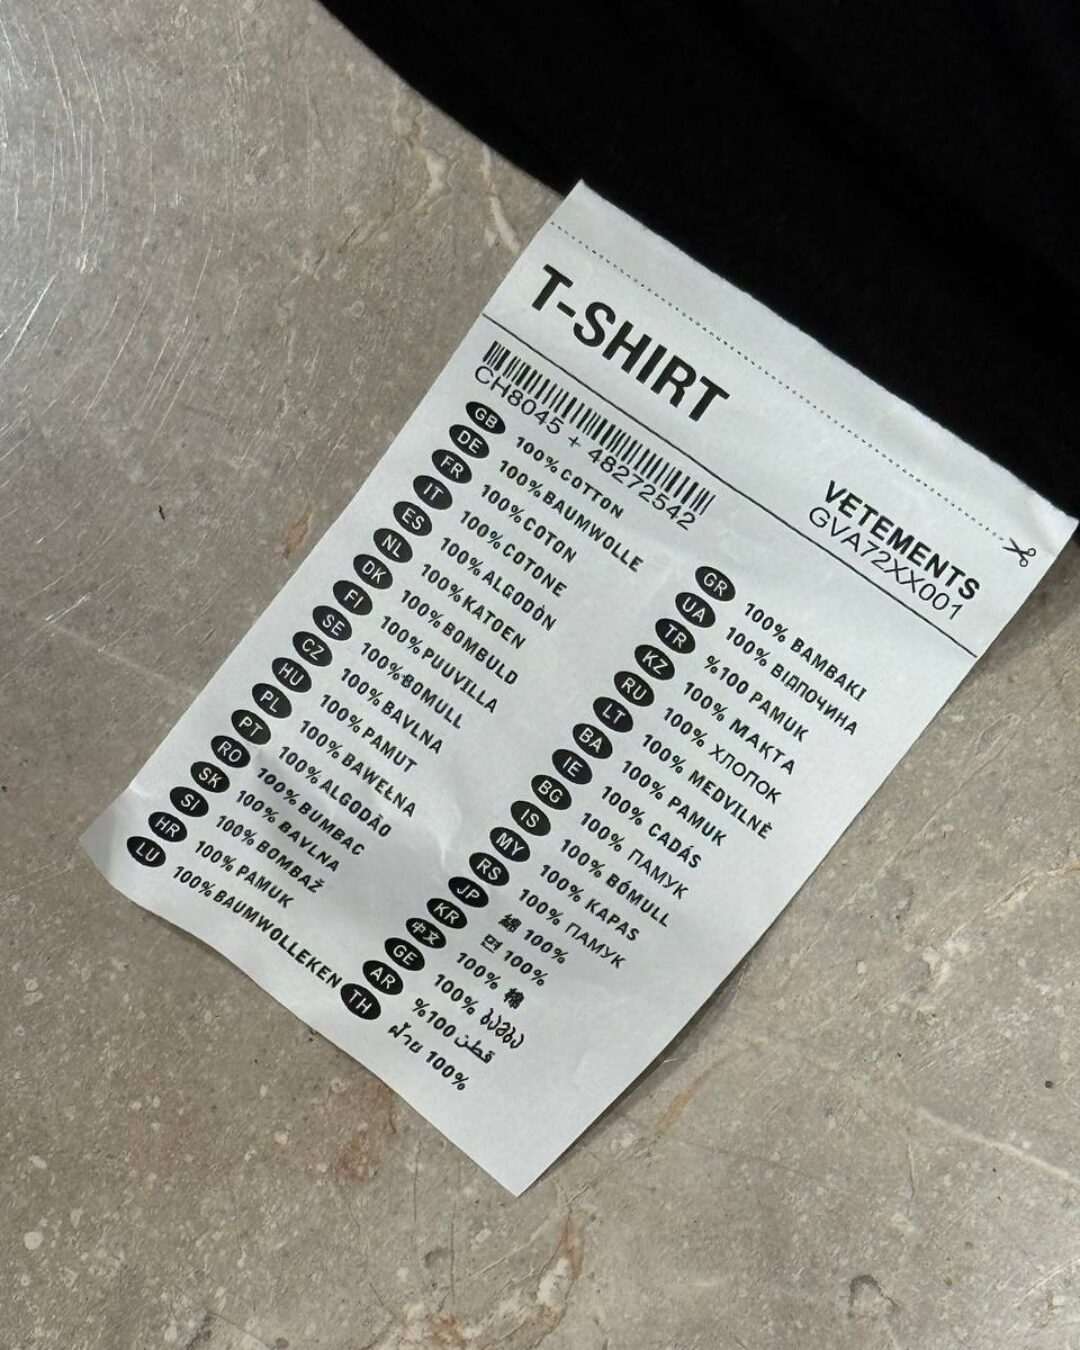 T-SHIRT
VETEMENTS
GVA72XX001
CH8045 + 48272542
GB 100% COTTON
DE 100% BAUMWOLLE
FR 100% COTON
IT 100% COTONE
ES 100% ALGODÒN
NL 100% KATOEN
DK 100% BOMBULD
FI 100% PUUVILLA
SE 100% BOMULL
CZ 100% BAVLNA
HU 100% PAMUT
PL 100% BAWEŁNA
PT 100% ALGODÃO
RO 100% BUMBAC
SK 100% BAVLNA
SI 100% BOMBAŽ
HR 100% PAMUK
LU 100% BAUMWOLLEKEN
GR 100% BAMBAKI
UA 100% ВІДПОЧИНА
TR %100 PAMUK
KZ 100% МАКТА
RU 100% ХЛОПОК
LT 100% MEDVILNĖ
BA 100% PAMUK
IE 100% CADÁS
BG 100% ПАМУК
IS 100% BÓMULL
MY 100% KAPAS
RS 100% ПАМУК
JP 綿 100%
KR 면 100%
中文 100% 棉
GE 100% ბამბა
AR %100 قطن
TH ฝ้าย 100%